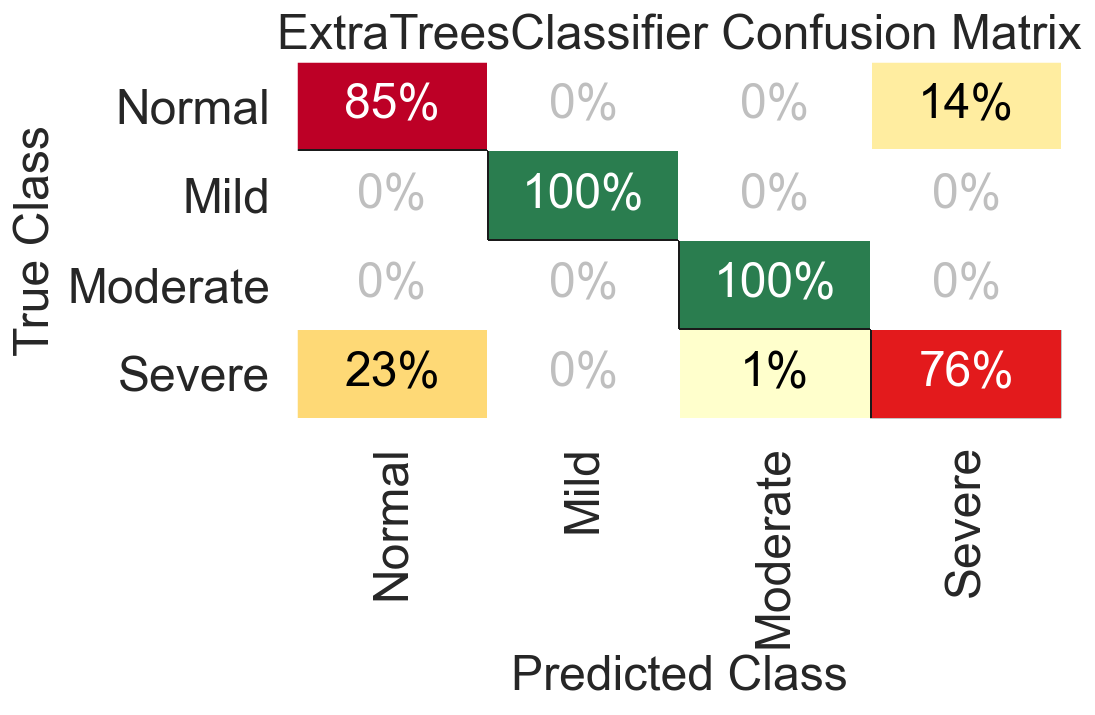 ExtraTreesClassifier Confusion Matrix
True Class
Normal 85% 0% 0% 14%
Mild 0% 100% 0% 0%
Moderate 0% 0% 100% 0%
Severe 23% 0% 1% 76%
Normal Mild Moderate Severe
Predicted Class